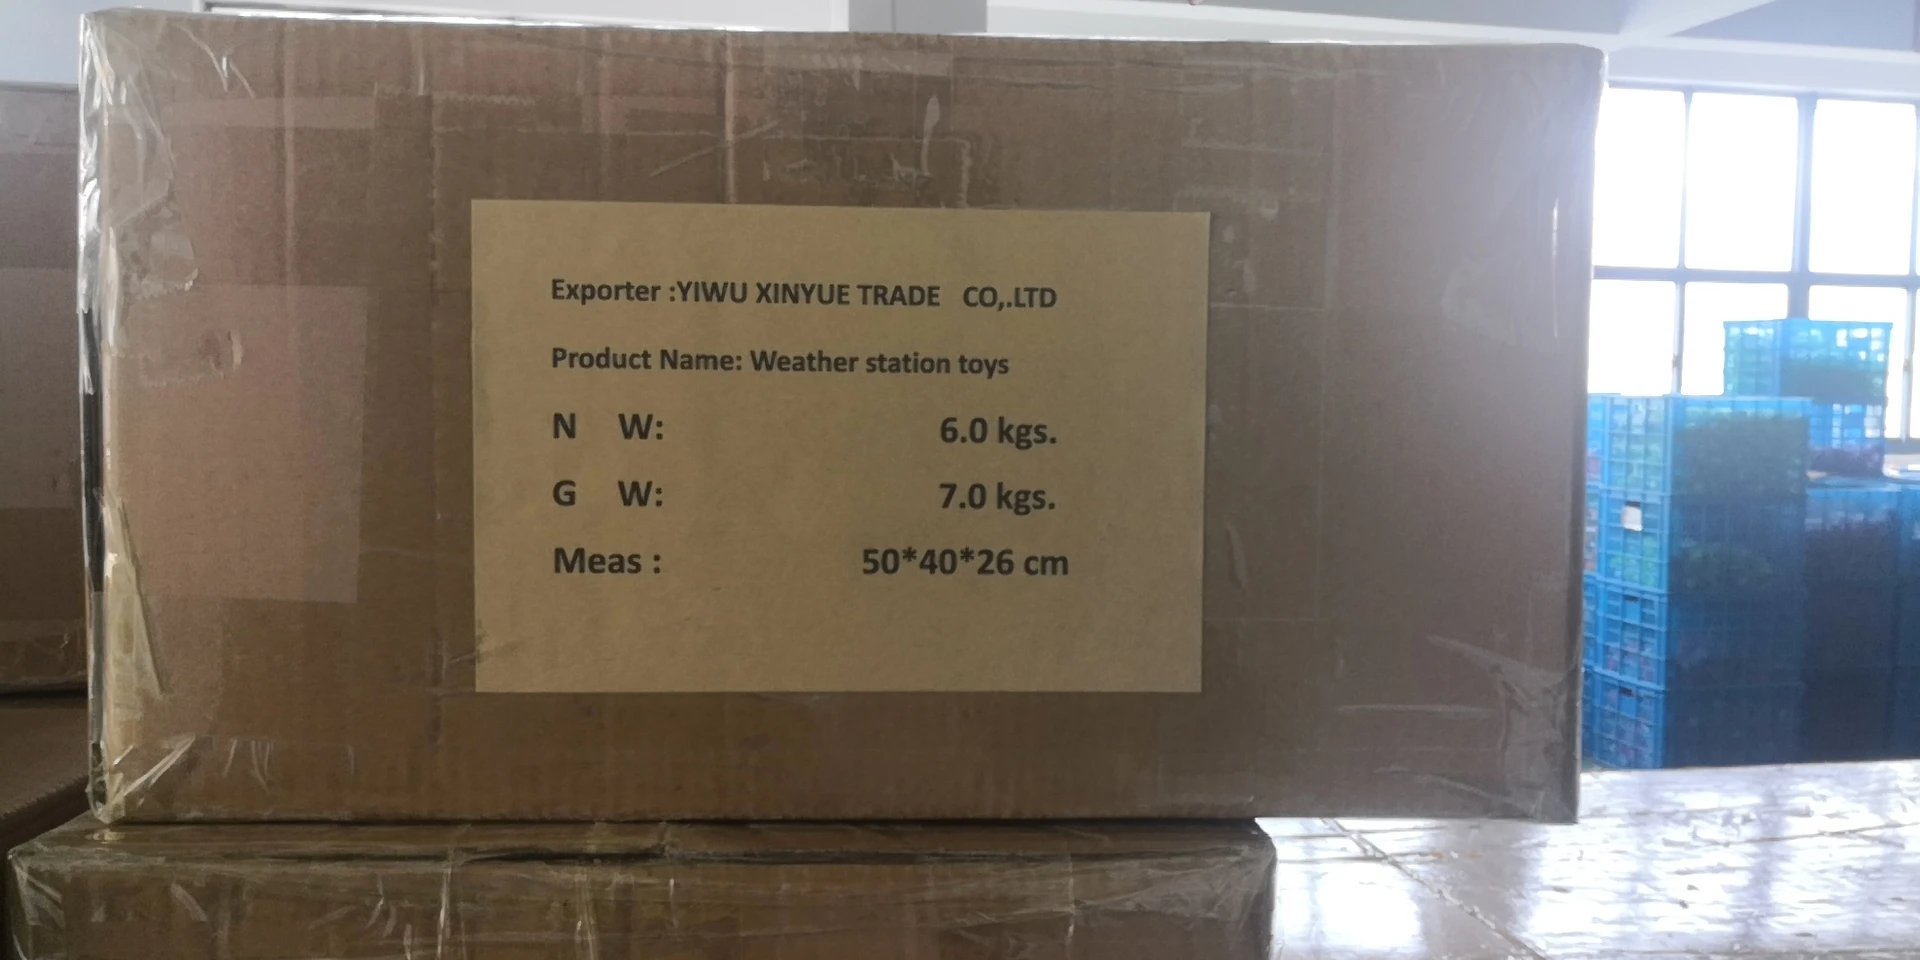 Exporter :YIWU XINYUE TRADE CO,.LTD
Product Name: Weather station toys
N W: 6.0 kgs.
G W: 7.0 kgs.
Meas : 50*40*26 cm